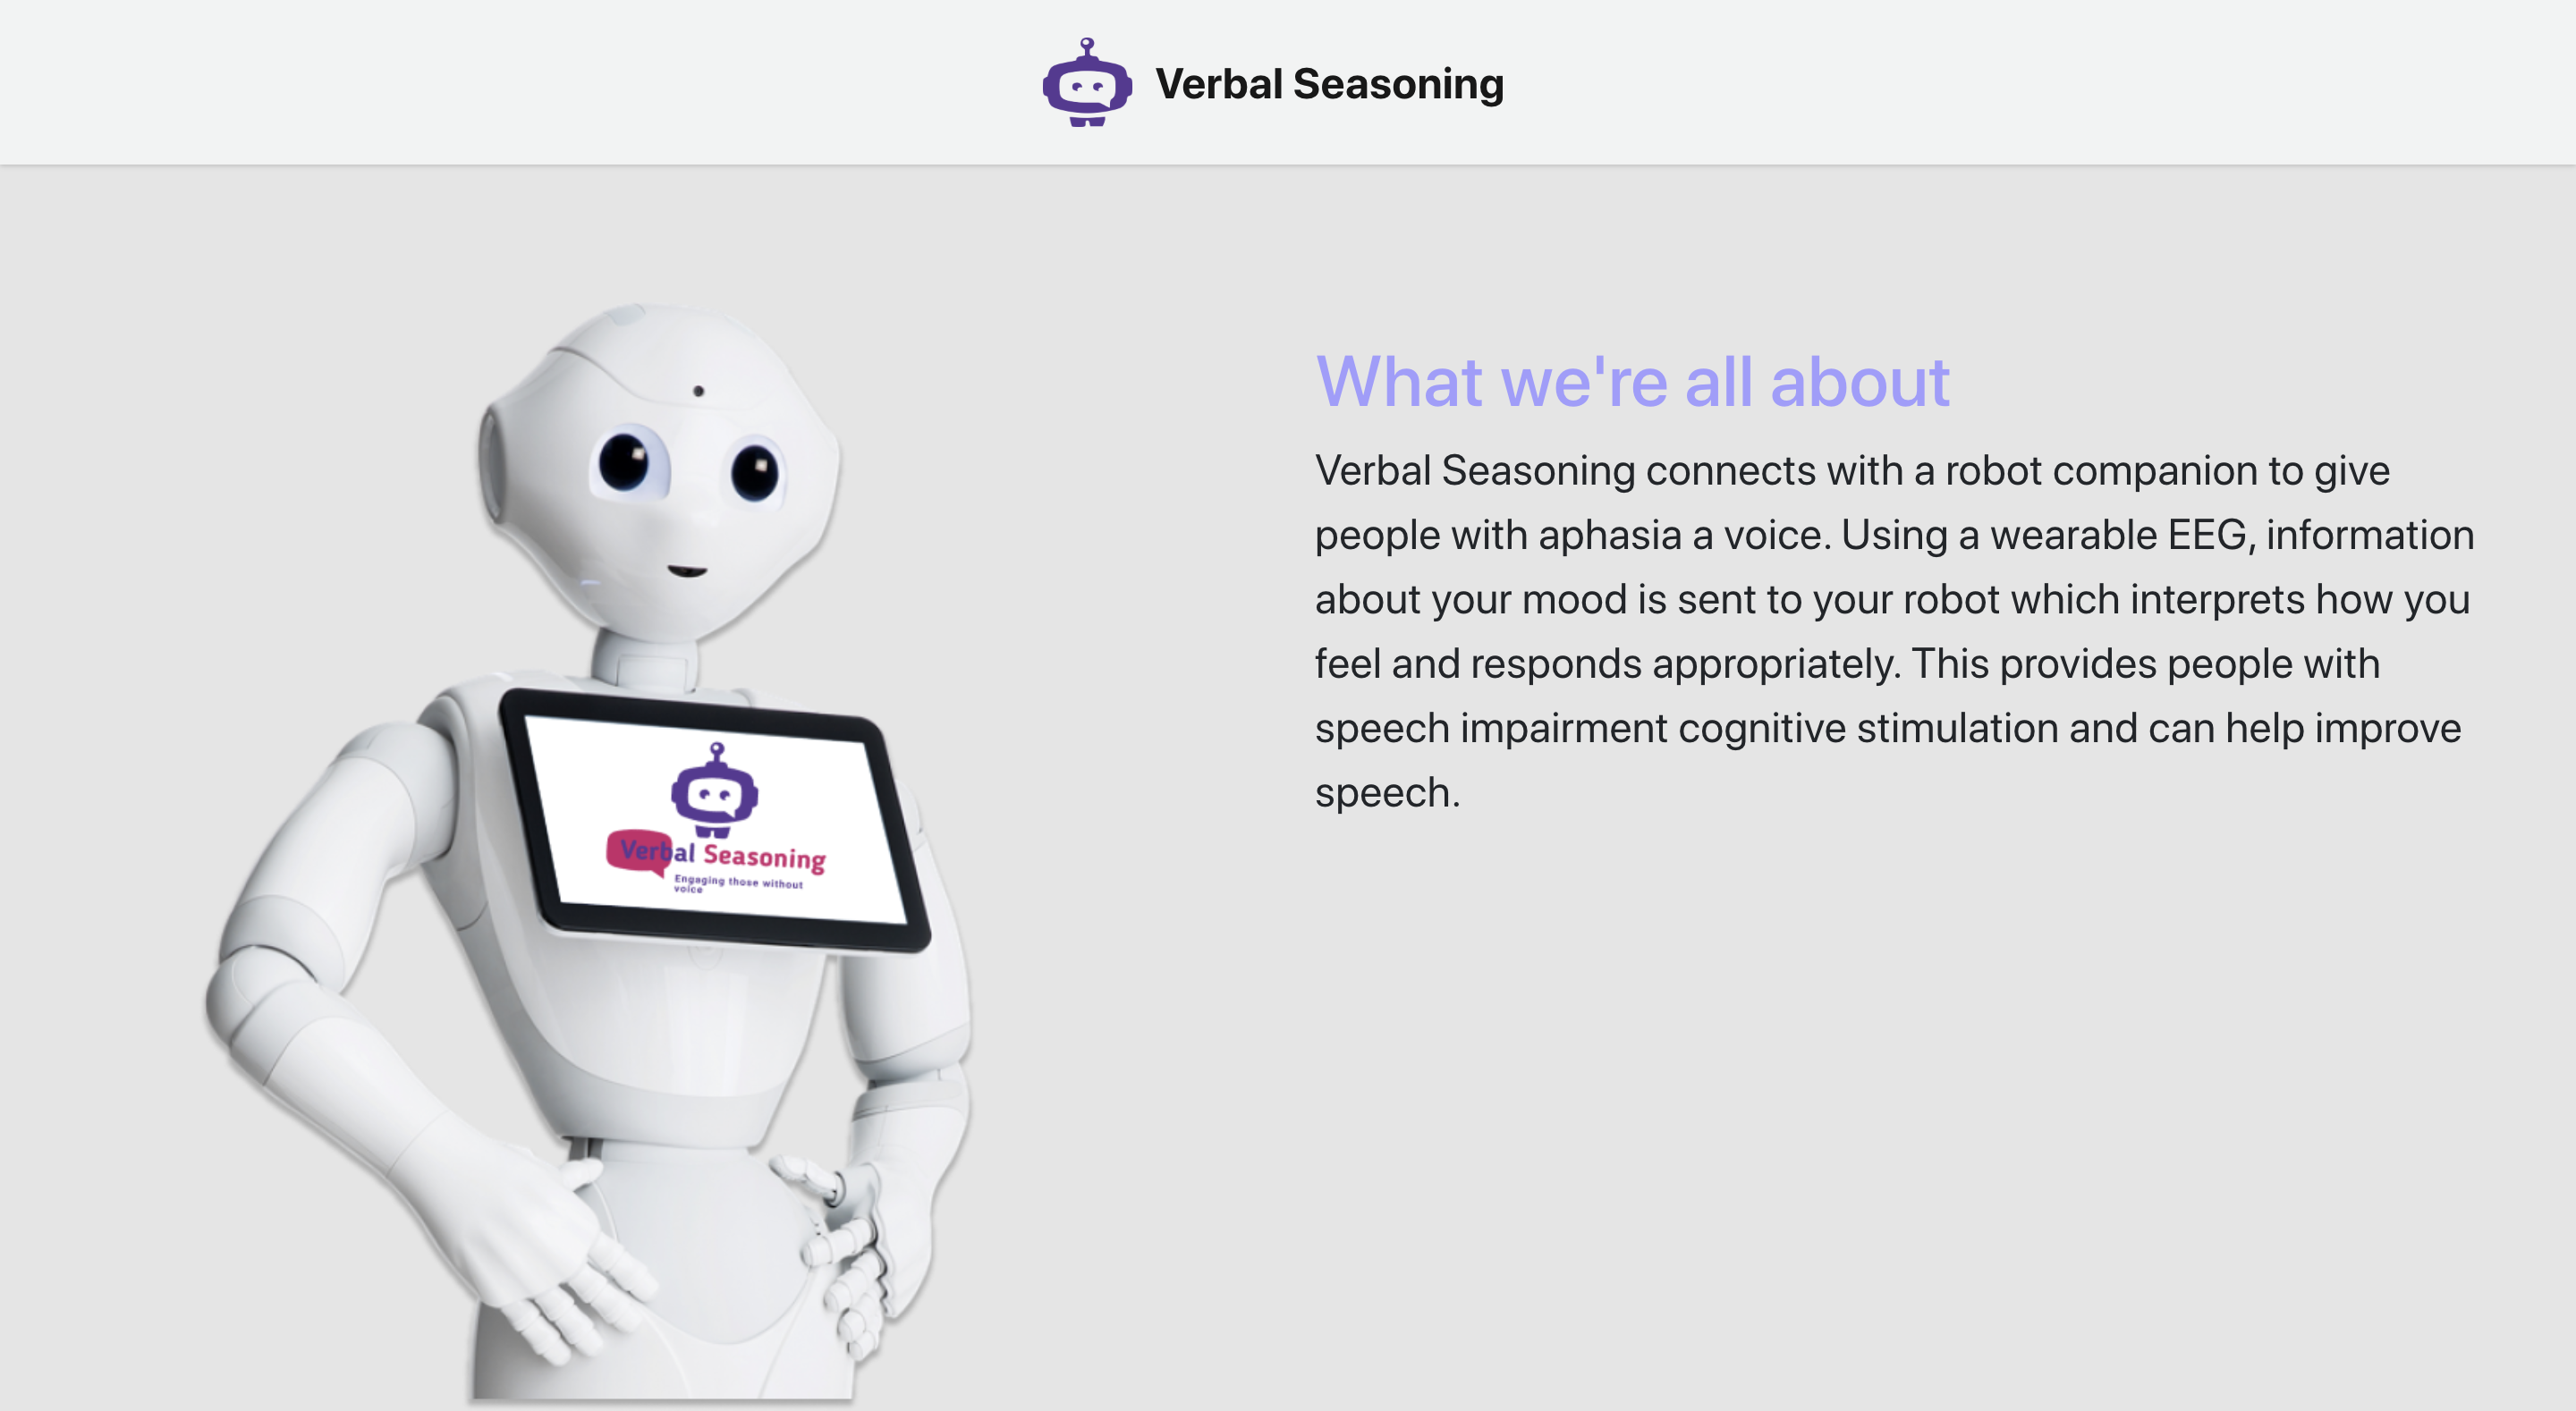 Verbal Seasoning
What we're all about
Verbal Seasoning connects with a robot companion to give
people with aphasia a voice. Using a wearable EEG, information
about your mood is sent to your robot which interprets how you
feel and responds appropriately. This provides people with
speech impairment cognitive stimulation and can help improve
speech.
Verbal Seasoning
Engaging those without
voice